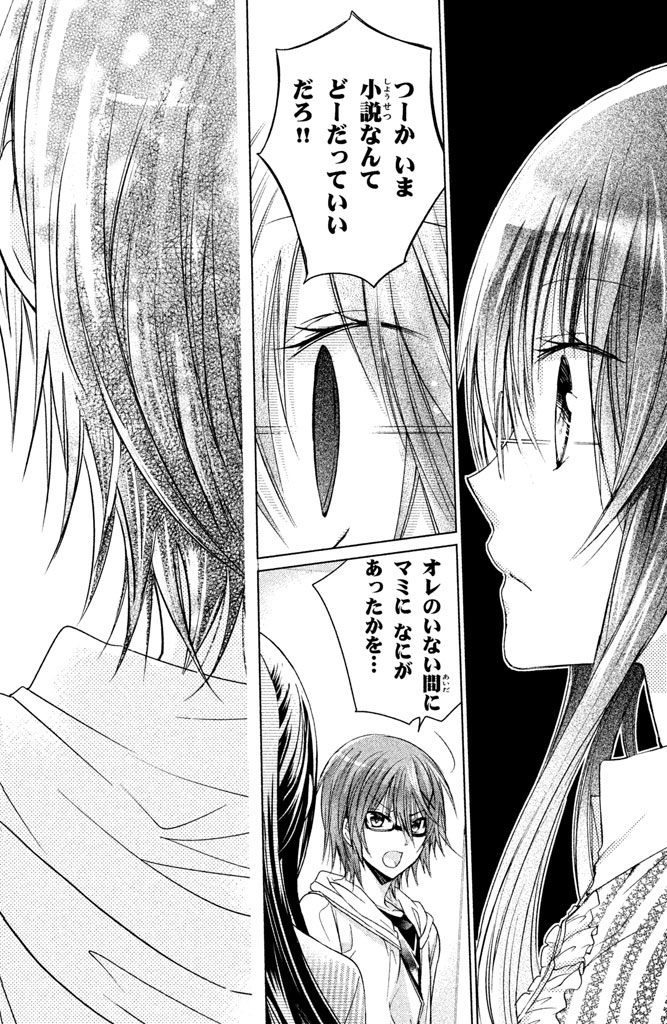 つーか いま
小説なんて
どーだっていい
だろ!!
オレのいない間に
マミに なにが
あったかを…